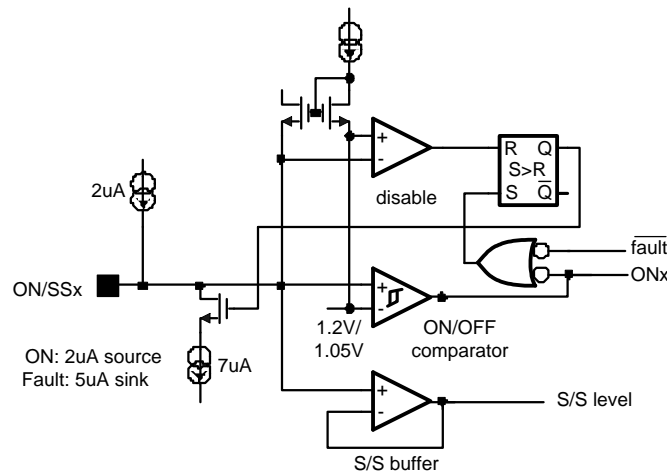 R Q
S>R
S Q
disable
2uA
fault
ON/SSx
ONx
+
-
+
-
1.2V/
1.05V
ON/OFF
comparator
ON: 2uA source
Fault: 5uA sink
7uA
+
-
S/S level
S/S buffer